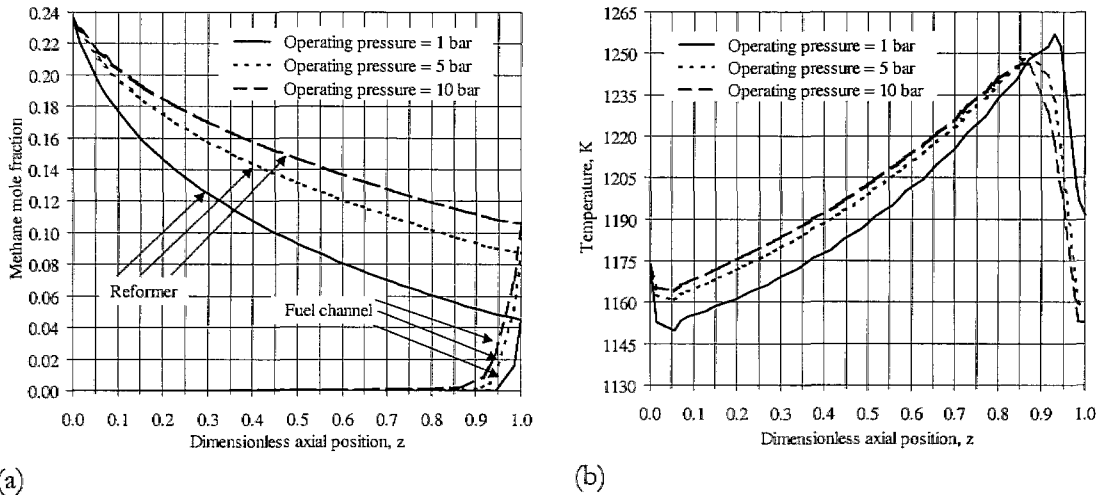 0.24
0.22
0.20
0.18
0.16
0.14
0.12
0.10
0.08
0.06
0.04
0.02
0.00
Methane mole fraction
Operating pressure = 1 bar
Operating pressure = 5 bar
Operating pressure = 10 bar
Reformer
Fuel channel
0.0 0.1 0.2 0.3 0.4 0.5 0.6 0.7 0.8 0.9 1.0
Dimensionless axial position, z
(a)
1265
1250
1235
1220
1205
1190
1175
1160
1145
1130
Temperature, K
Operating pressure = 1 bar
Operating pressure = 5 bar
Operating pressure = 10 bar
0.0 0.1 0.2 0.3 0.4 0.5 0.6 0.7 0.8 0.9 1.0
Dimensionless axial position, z
(b)